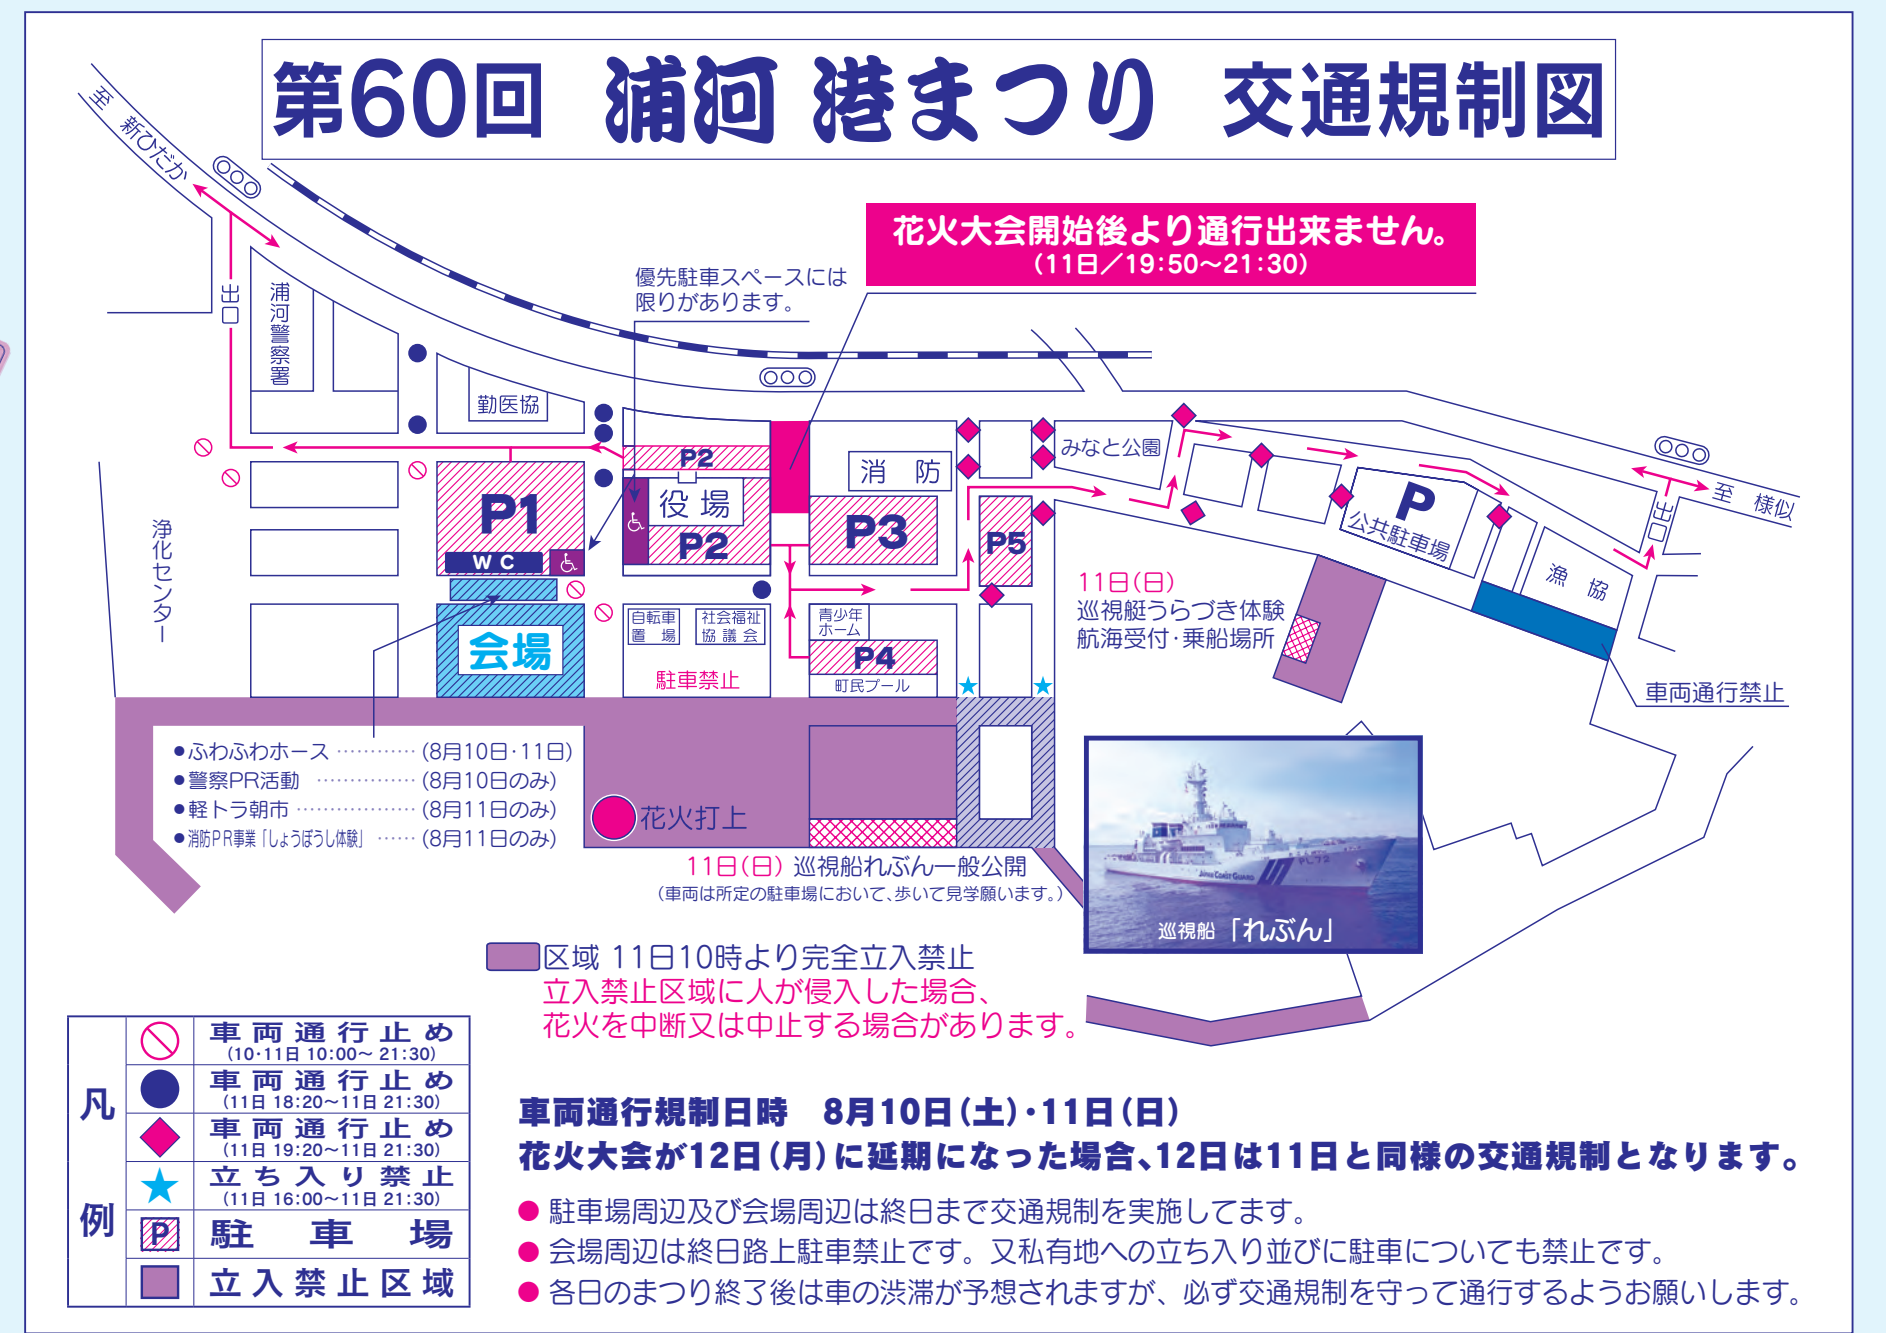 第60回 浦河 港まつり 交通規制図
至 新ひだか
花火大会開始後より通行出来ません。
(11日／19:50〜21:30)
優先駐車スペースには
限りがあります。
出口
浦河警察署
勤医協
P2
消 防
みなと公園
P
公共駐車場
至 様似
出口
P1
WC
役場
P2
P3
P5
浄化センター
漁 協
会場
自転車
置 場
社会福祉
協議会
駐車禁止
青少年
ホーム
P4
町民プール
11日(日)
巡視艇うらづき体験
航海受付・乗船場所
車両通行禁止
●ふわふわホース ………… (8月10日・11日)
●警察PR活動 …………… (8月10日のみ)
●軽トラ朝市 ……………… (8月11日のみ)
●消防PR事業「しょうぼうし体験」 …… (8月11日のみ)
花火打上
11日(日) 巡視船れぶん一般公開
(車両は所定の駐車場において、歩いて見学願います。)
PL72
JAPAN COAST GUARD
巡視船「れぶん」
区域 11日10時より完全立入禁止
立入禁止区域に人が侵入した場合、
花火を中断又は中止する場合があります。
凡例
車両通行止め
(10・11日 10:00〜 21:30)
車両通行止め
(11日 18:20〜11日 21:30)
車両通行止め
(11日 19:20〜11日 21:30)
立ち入り禁止
(11日 16:00〜11日 21:30)
P 駐車場
立入禁止区域
車両通行規制日時 8月10日(土)・11日(日)
花火大会が12日(月)に延期になった場合、12日は11日と同様の交通規制となります。
● 駐車場周辺及び会場周辺は終日まで交通規制を実施してます。
● 会場周辺は終日路上駐車禁止です。又私有地への立ち入り並びに駐車についても禁止です。
● 各日のまつり終了後は車の渋滞が予想されますが、必ず交通規制を守って通行するようお願いします。